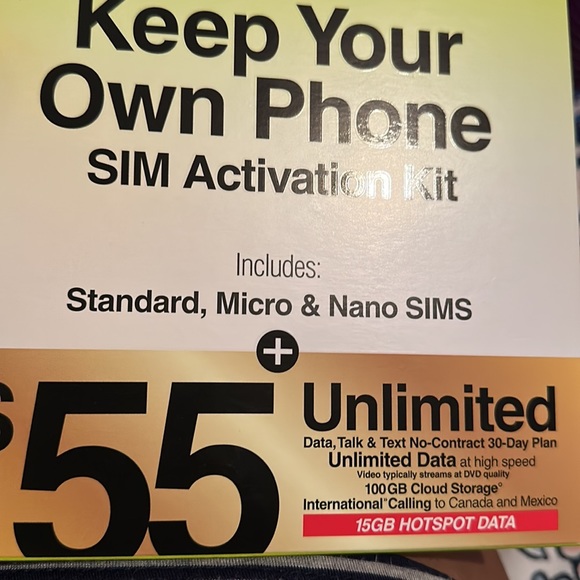 Keep Your
Own Phone
SIM Activation Kit
Includes:
Standard, Micro & Nano SIMS
+
$55
Unlimited
Data, Talk & Text No-Contract 30-Day Plan
Unlimited Data at high speed
Video typically streams at DVD quality
100GB Cloud Storage°
International*Calling to Canada and Mexico
15GB HOTSPOT DATA